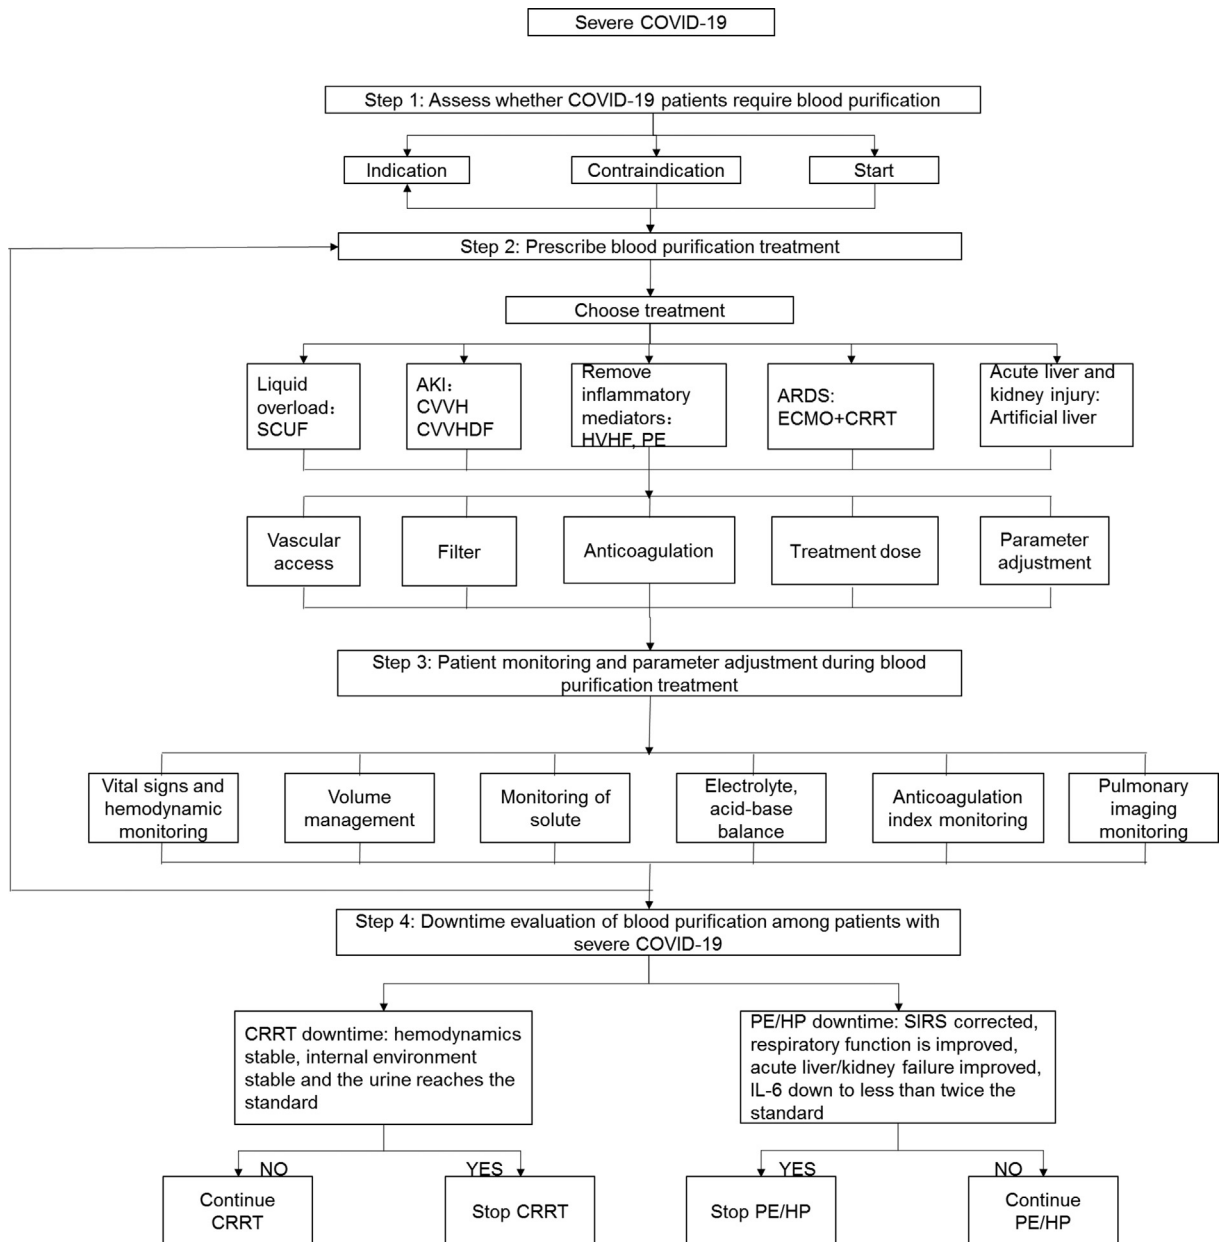 Severe COVID-19
Step 1: Assess whether COVID-19 patients require blood purification
Indication
Contraindication
Start
Step 2: Prescribe blood purification treatment
Choose treatment
Liquid
overload：
SCUF
AKI：
CVVH
CVVHDF
Remove
inflammatory
mediators：
HVHF, PE
ARDS:
ECMO+CRRT
Acute liver and
kidney injury:
Artificial liver
Vascular
access
Filter
Anticoagulation
Treatment dose
Parameter
adjustment
Step 3: Patient monitoring and parameter adjustment during blood
purification treatment
Vital signs and
hemodynamic
monitoring
Volume
management
Monitoring of
solute
Electrolyte,
acid-base
balance
Anticoagulation
index monitoring
Pulmonary
imaging
monitoring
Step 4: Downtime evaluation of blood purification among patients with
severe COVID-19
CRRT downtime: hemodynamics
stable, internal environment
stable and the urine reaches the
standard
PE/HP downtime: SIRS corrected,
respiratory function is improved,
acute liver/kidney failure improved,
IL-6 down to less than twice the
standard
NO
YES
YES
NO
Continue
CRRT
Stop CRRT
Stop PE/HP
Continue
PE/HP